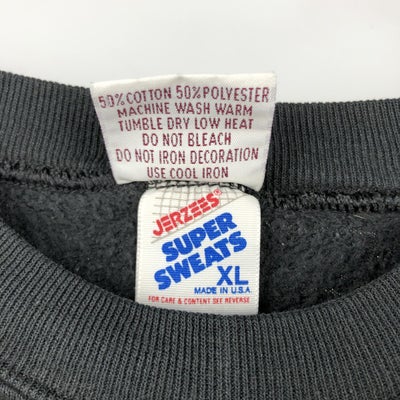 50% COTTON 50% POLYESTER
MACHINE WASH WARM
TUMBLE DRY LOW HEAT
DO NOT BLEACH
DO NOT IRON DECORATION
USE COOL IRON
JERZEES®
SUPER
SWEATS
XL
MADE IN U.S.A.
FOR CARE & CONTENT SEE REVERSE